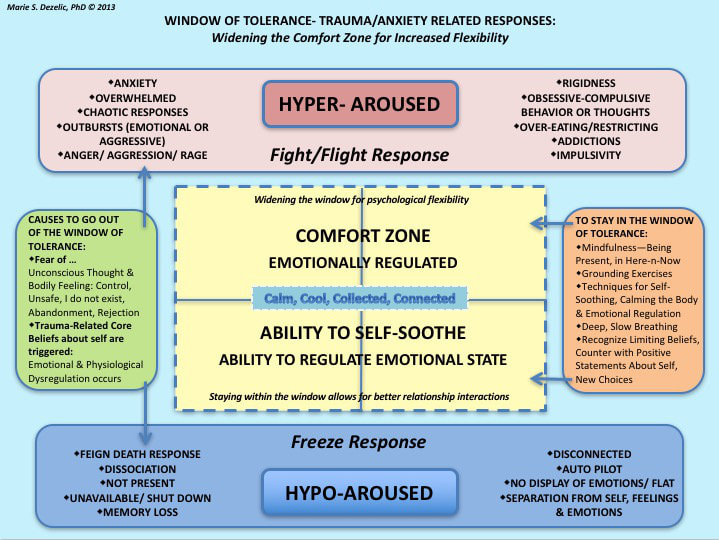 Marie S. Dezelic, PhD © 2013
WINDOW OF TOLERANCE- TRAUMA/ANXIETY RELATED RESPONSES:
Widening the Comfort Zone for Increased Flexibility
◆ANXIETY
◆OVERWHELMED
◆CHAOTIC RESPONSES
◆OUTBURSTS (EMOTIONAL OR
AGGRESSIVE)
◆ANGER/ AGGRESSION/ RAGE
HYPER- AROUSED
Fight/Flight Response
◆RIGIDNESS
◆OBSESSIVE-COMPULSIVE
BEHAVIOR OR THOUGHTS
◆OVER-EATING/RESTRICTING
◆ADDICTIONS
◆IMPULSIVITY
CAUSES TO GO OUT
OF THE WINDOW OF
TOLERANCE:
◆Fear of …
Unconscious Thought &
Bodily Feeling: Control,
Unsafe, I do not exist,
Abandonment, Rejection
◆Trauma-Related Core
Beliefs about self are
triggered:
Emotional & Physiological
Dysregulation occurs
Widening the window for psychological flexibility
COMFORT ZONE
EMOTIONALLY REGULATED
Calm, Cool, Collected, Connected
ABILITY TO SELF-SOOTHE
ABILITY TO REGULATE EMOTIONAL STATE
Staying within the window allows for better relationship interactions
TO STAY IN THE WINDOW
OF TOLERANCE:
◆Mindfulness—Being
Present, in Here-n-Now
◆Grounding Exercises
◆Techniques for Self-
Soothing, Calming the Body
& Emotional Regulation
◆Deep, Slow Breathing
◆Recognize Limiting Beliefs,
Counter with Positive
Statements About Self,
New Choices
◆FEIGN DEATH RESPONSE
◆DISSOCIATION
◆NOT PRESENT
◆UNAVAILABLE/ SHUT DOWN
◆MEMORY LOSS
Freeze Response
HYPO-AROUSED
◆DISCONNECTED
◆AUTO PILOT
◆NO DISPLAY OF EMOTIONS/ FLAT
◆SEPARATION FROM SELF, FEELINGS
& EMOTIONS